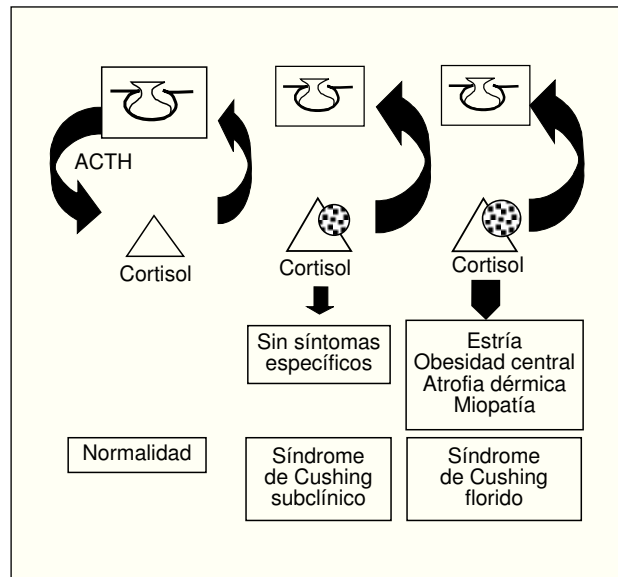 ACTH
Cortisol
Cortisol
Cortisol
Sin síntomas
específicos
Estría
Obesidad central
Atrofia dérmica
Miopatía
Normalidad
Síndrome
de Cushing
subclínico
Síndrome
de Cushing
florido